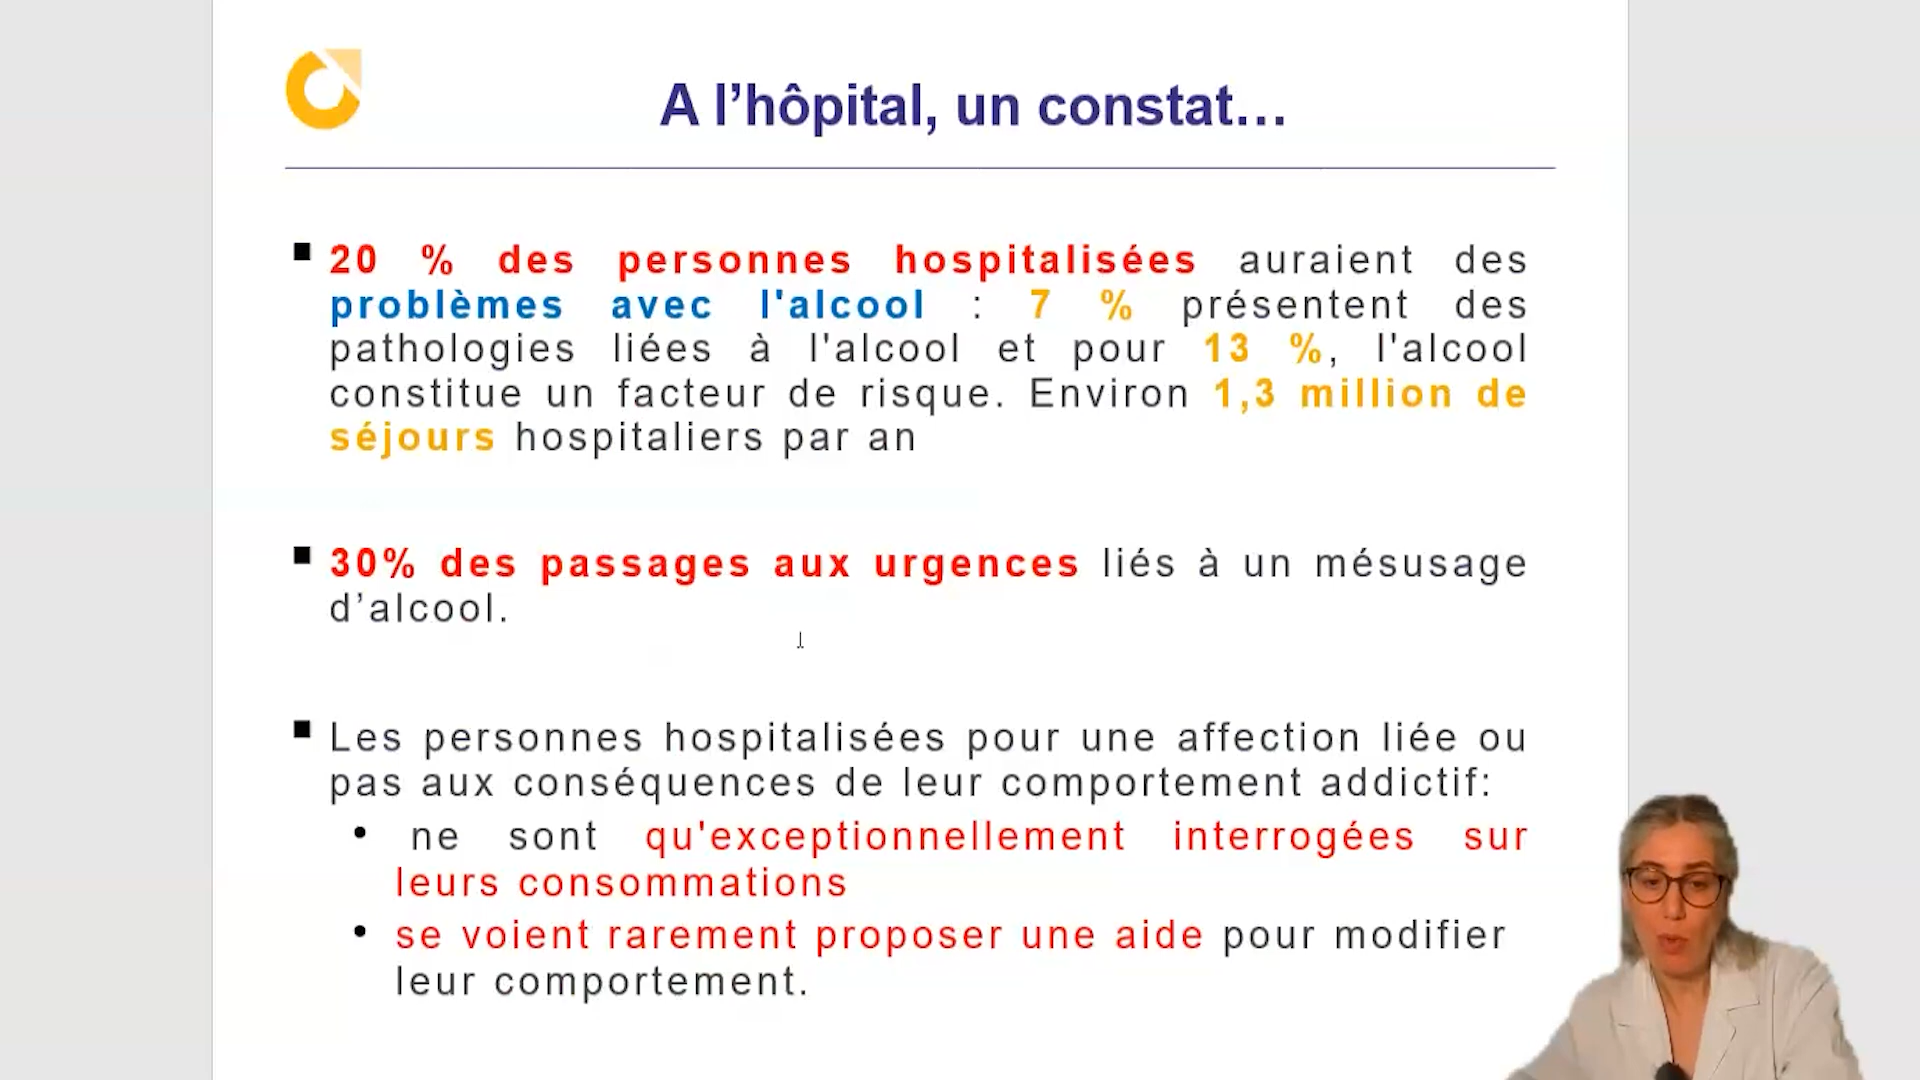 A l’hôpital, un constat...
20 % des personnes hospitalisées auraient des
problèmes avec l'alcool : 7 % présentent des
pathologies liées à l'alcool et pour 13 %, l'alcool
constitue un facteur de risque. Environ 1,3 million de
séjours hospitaliers par an
30% des passages aux urgences liés à un mésusage
d’alcool.
Les personnes hospitalisées pour une affection liée ou
pas aux conséquences de leur comportement addictif:
ne sont qu'exceptionnellement interrogées sur
leurs consommations
se voient rarement proposer une aide pour modifier
leur comportement.